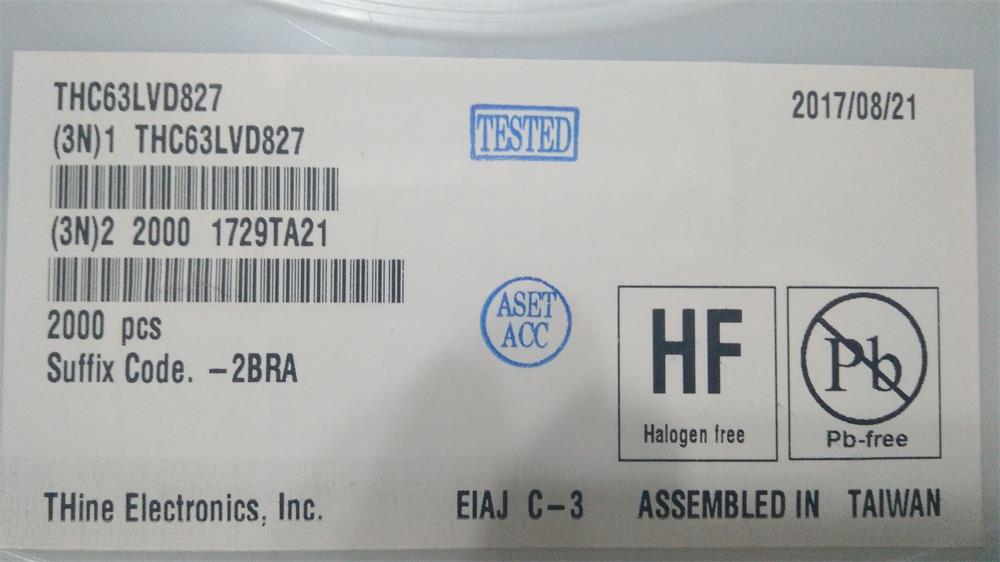 THC63LVD827
2017/08/21
(3N)1 THC63LVD827
TESTED
(3N)2 2000 1729TA21
2000 pcs
Suffix Code. -2BRA
ASET
ACC
HF
Halogen free
Pb
Pb-free
THine Electronics, Inc.
EIAJ C-3
ASSEMBLED IN TAIWAN